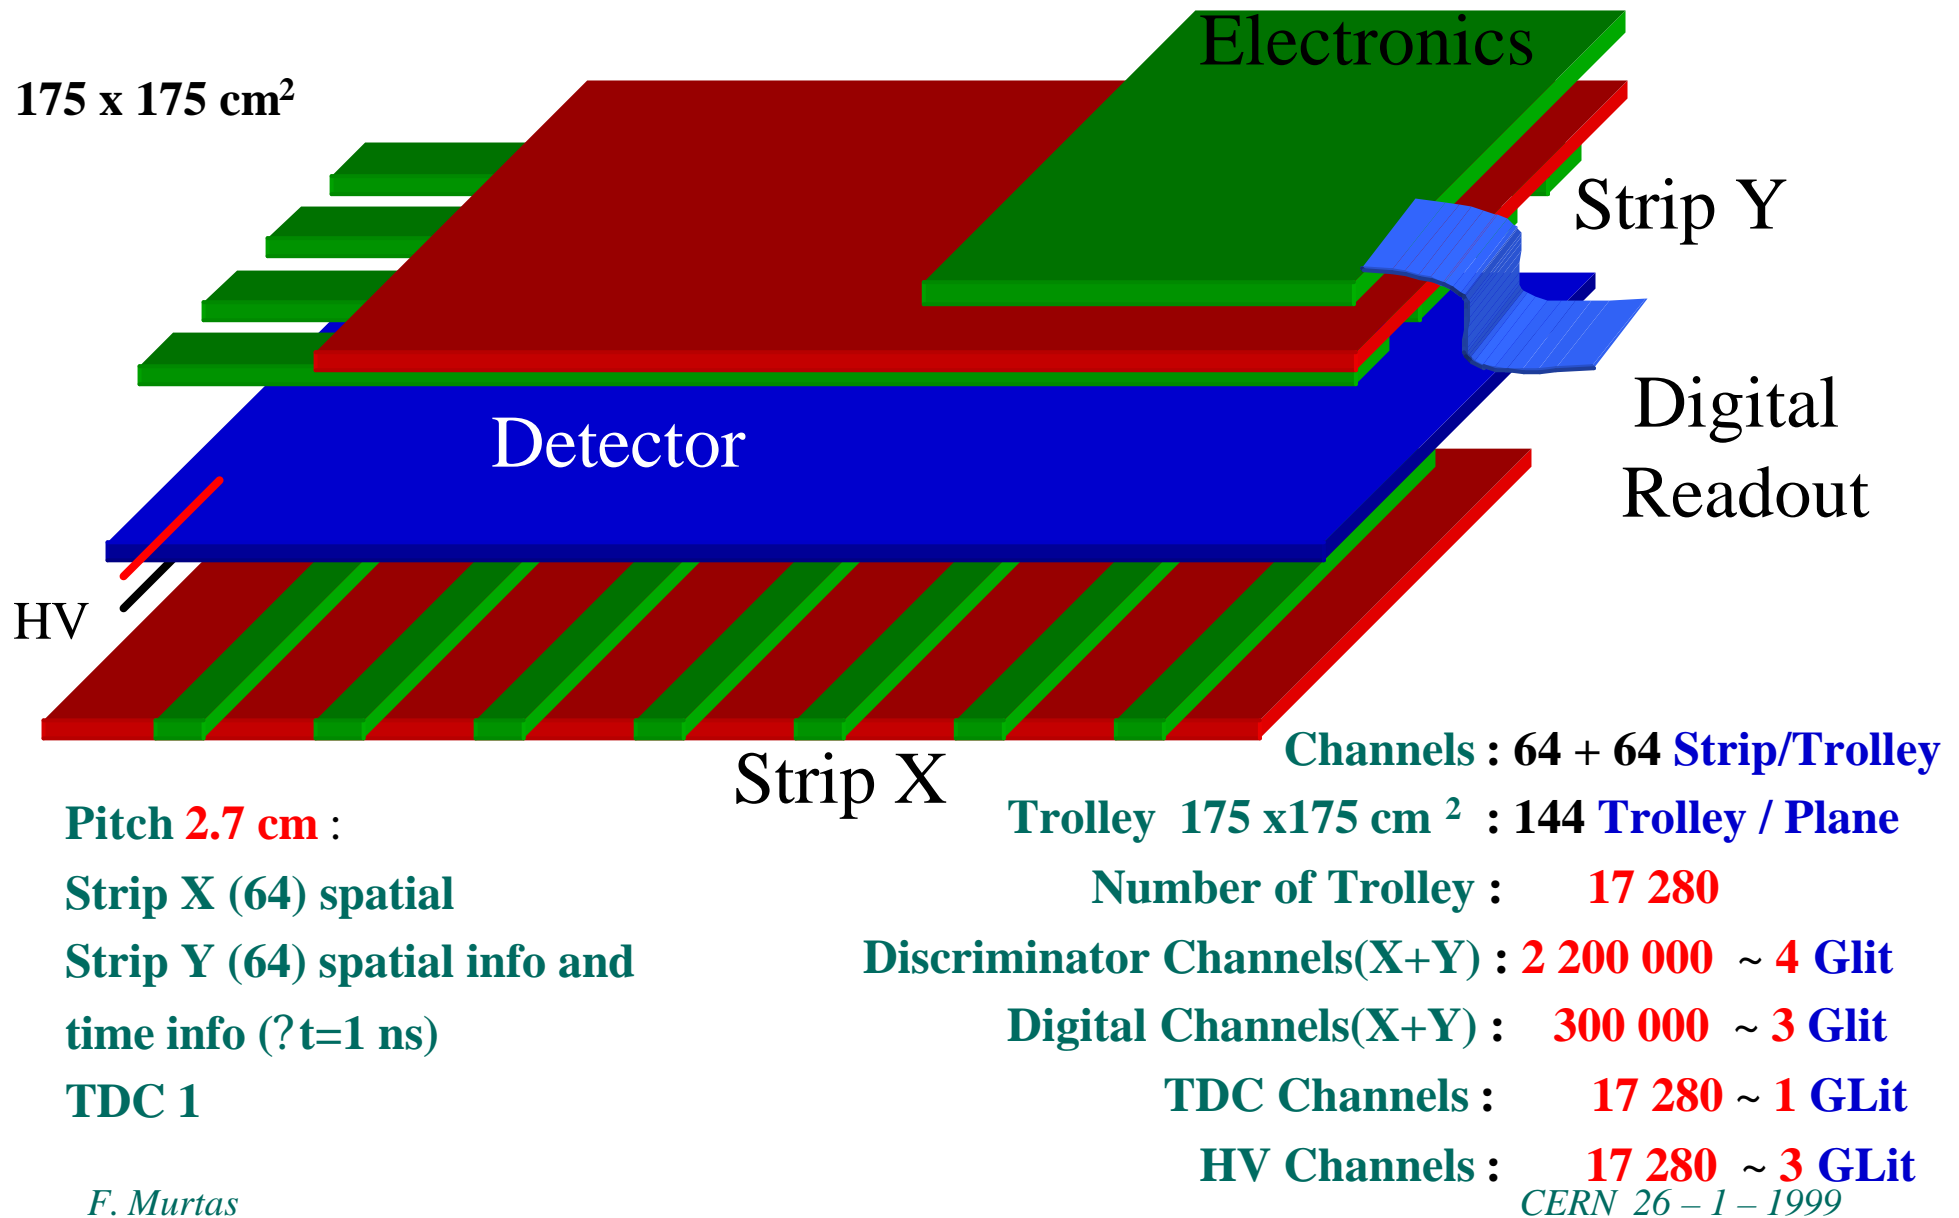 Electronics
175 x 175 cm²
Strip Y
Digital
Readout
Detector
HV
Strip X
Channels : 64 + 64 Strip/Trolley
Pitch 2.7 cm :
Trolley 175 x175 cm ² : 144 Trolley / Plane
Strip X (64) spatial
Number of Trolley : 17 280
Strip Y (64) spatial info and
Discriminator Channels(X+Y) : 2 200 000 ~ 4 Glit
time info (?t=1 ns)
Digital Channels(X+Y) : 300 000 ~ 3 Glit
TDC 1
TDC Channels : 17 280 ~ 1 GLit
HV Channels : 17 280 ~ 3 GLit
F. Murtas
CERN 26 – 1 – 1999